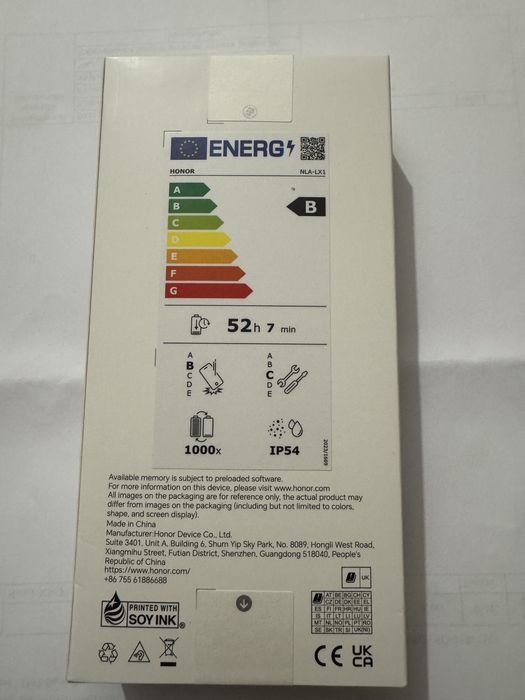 ENERG
HONOR NLA-LX1
A
B
B
C
D
E
F
G
52h 7 min
A
B
C
D
E
A
B
C
D
E
1000x
IP54
2023/1669
Available memory is subject to preloaded software.
For more information on this device, please visit www.honor.com.
All images on the packaging are for reference only, the actual product may
differ from images on the packaging (including but not limited to colors,
shape, and screen display).
Made in China
Manufacturer:Honor Device Co., Ltd.
Suite 3401, Unit A, Building 6, Shum Yip Sky Park, No. 8089, Hongli West Road,
Xiangmihu Street, Futian District, Shenzhen, Guangdong 518040, People's
Republic of China
https://www.honor.com/
+86 755 61886688
UK
AT BE BG CH CY
CZ DE DK EE EL
ES FI FR HR HU IE
IS IT LT LU LV
MT NL NO PL PT RO
SE SK TR SI UK(NI)
PRINTED WITH
SOY INK
CE
UK
CA